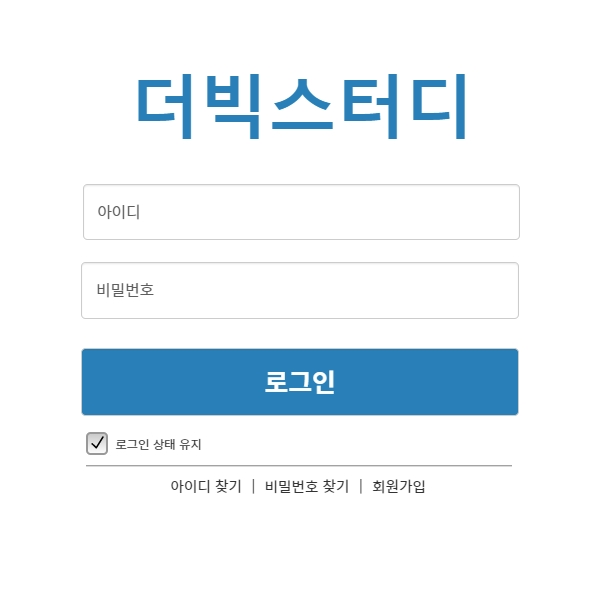 더빅스터디
아이디
비밀번호
로그인
로그인 상태 유지
아이디 찾기 | 비밀번호 찾기 | 회원가입